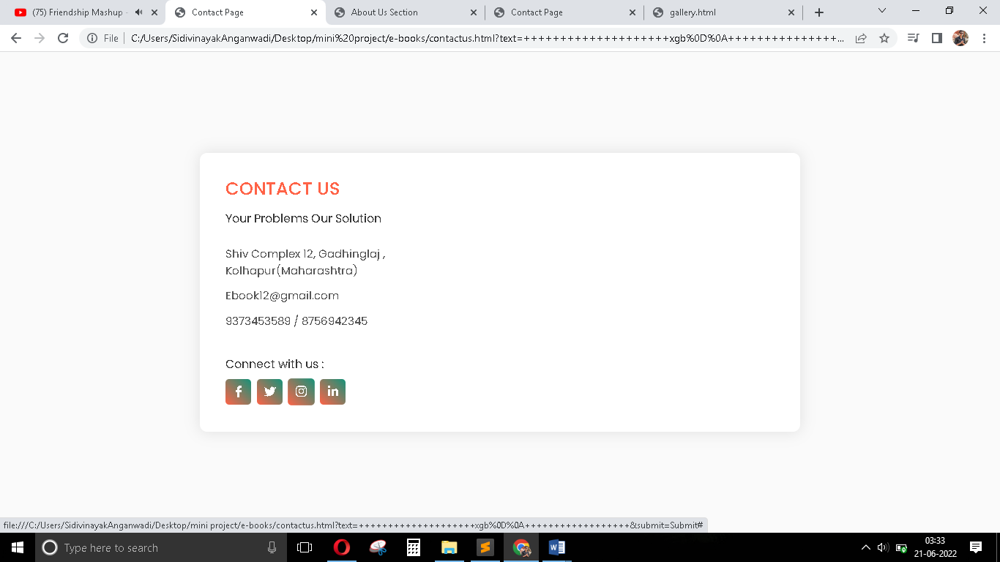 (75) Friendship Mashup -
Contact Page
About Us Section
Contact Page
gallery.html
File
C:/Users/SidivinayakAnganwadi/Desktop/mini%20project/e-books/contactus.html?text=++++++++++++++++++++xgb%0D%0A+++++++++++++++...
CONTACT US
Your Problems Our Solution
Shiv Complex 12, Gadhinglaj ,
Kolhapur(Maharashtra)
Ebook12@gmail.com
9373453589 / 8756942345
Connect with us :
file:///C:/Users/SidivinayakAnganwadi/Desktop/mini project/e-books/contactus.html?text=++++++++++++++++++++xgb%0D%0A++++++++++++++++++&submit=Submit#
Type here to search
03:33
21-06-2022